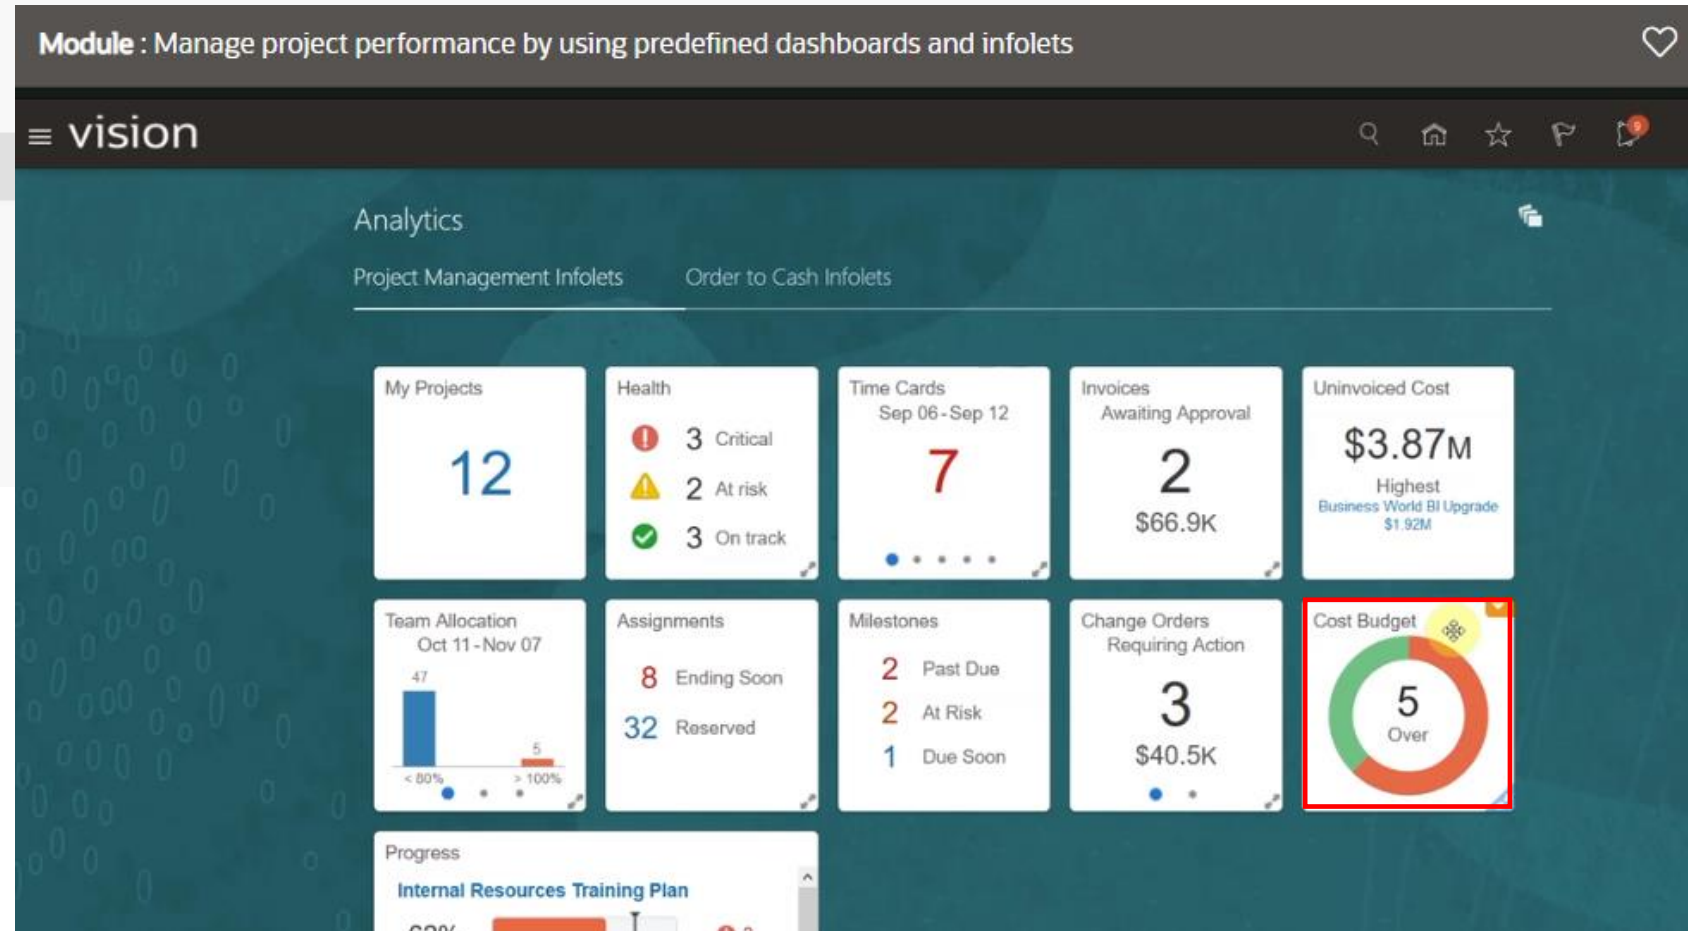 Module : Manage project performance by using predefined dashboards and infolets
vision
9
Analytics
Project Management Infolets
Order to Cash Infolets
My Projects
12
Health
3 Critical
2 At risk
3 On track
Time Cards
Sep 06-Sep 12
7
Invoices
Awaiting Approval
2
$66.9K
Uninvoiced Cost
$3.87M
Highest
Business World BI Upgrade
$1.92M
Team Allocation
Oct 11-Nov 07
47
5
< 80%
> 100%
Assignments
8 Ending Soon
32 Reserved
Milestones
2 Past Due
2 At Risk
1 Due Soon
Change Orders
Requiring Action
3
$40.5K
Cost Budget
5
Over
Progress
Internal Resources Training Plan